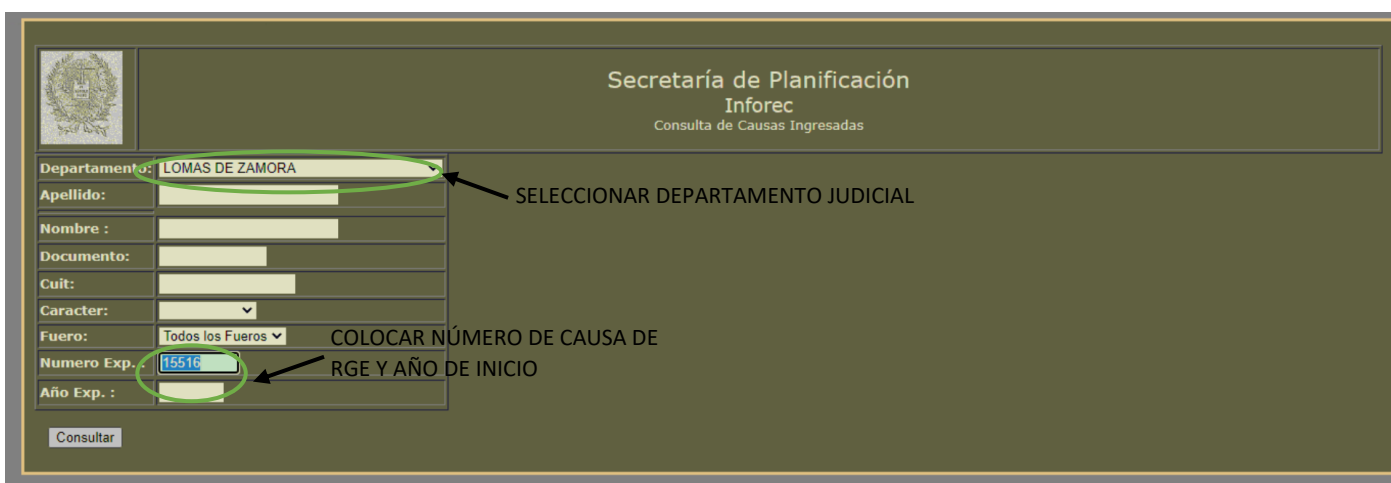 Secretaría de Planificación
Inforec
Consulta de Causas Ingresadas
Departamento: LOMAS DE ZAMORA
SELECCIONAR DEPARTAMENTO JUDICIAL
Apellido:
Nombre :
Documento:
Cuit:
Caracter:
Fuero: Todos los Fueros
COLOCAR NÚMERO DE CAUSA DE
RGE Y AÑO DE INICIO
Numero Exp. : 15516
Año Exp. :
Consultar